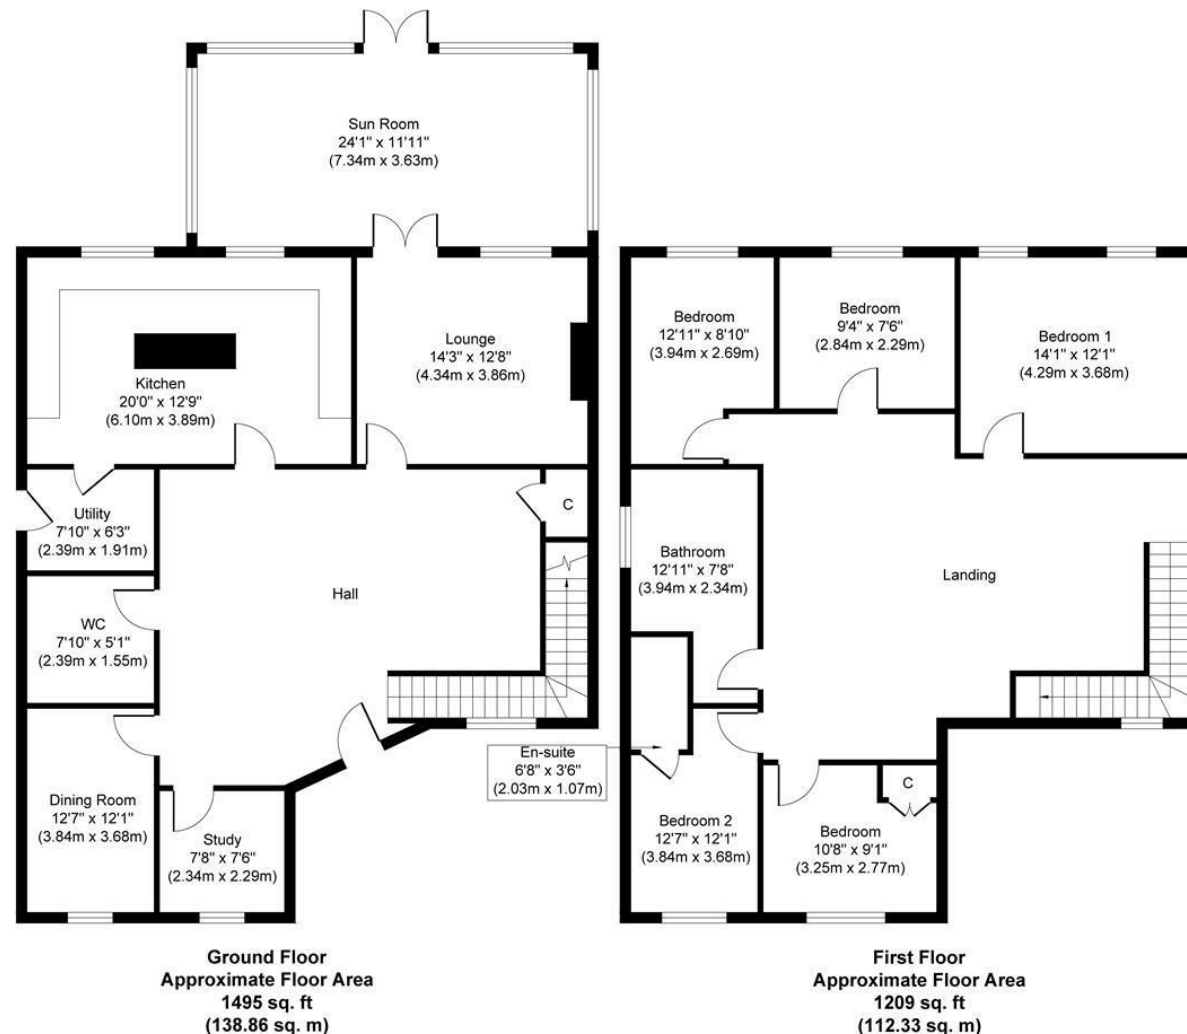 Sun Room
24'1" x 11'11"
(7.34m x 3.63m)
Kitchen
20'0" x 12'9"
(6.10m x 3.89m)
Lounge
14'3" x 12'8"
(4.34m x 3.86m)
Utility
7'10" x 6'3"
(2.39m x 1.91m)
C
Hall
WC
7'10" x 5'1"
(2.39m x 1.55m)
Dining Room
12'7" x 12'1"
(3.84m x 3.68m)
Study
7'8" x 7'6"
(2.34m x 2.29m)
Ground Floor
Approximate Floor Area
1495 sq. ft
(138.86 sq. m)
Bedroom
12'11" x 8'10"
(3.94m x 2.69m)
Bedroom
9'4" x 7'6"
(2.84m x 2.29m)
Bedroom 1
14'1" x 12'1"
(4.29m x 3.68m)
Bathroom
12'11" x 7'8"
(3.94m x 2.34m)
Landing
En-suite
6'8" x 3'6"
(2.03m x 1.07m)
Bedroom 2
12'7" x 12'1"
(3.84m x 3.68m)
C
Bedroom
10'8" x 9'1"
(3.25m x 2.77m)
First Floor
Approximate Floor Area
1209 sq. ft
(112.33 sq. m)